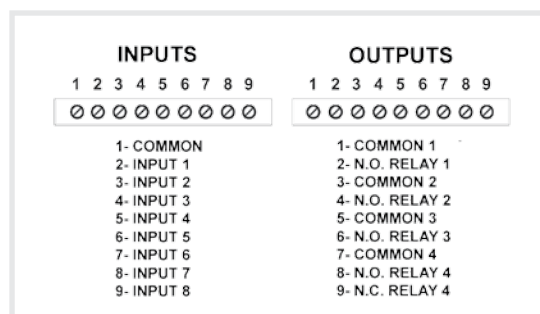 INPUTS
1 2 3 4 5 6 7 8 9
1- COMMON
2- INPUT 1
3- INPUT 2
4- INPUT 3
5- INPUT 4
6- INPUT 5
7- INPUT 6
8- INPUT 7
9- INPUT 8
OUTPUTS
1 2 3 4 5 6 7 8 9
1- COMMON 1
2- N.O. RELAY 1
3- COMMON 2
4- N.O. RELAY 2
5- COMMON 3
6- N.O. RELAY 3
7- COMMON 4
8- N.O. RELAY 4
9- N.C. RELAY 4